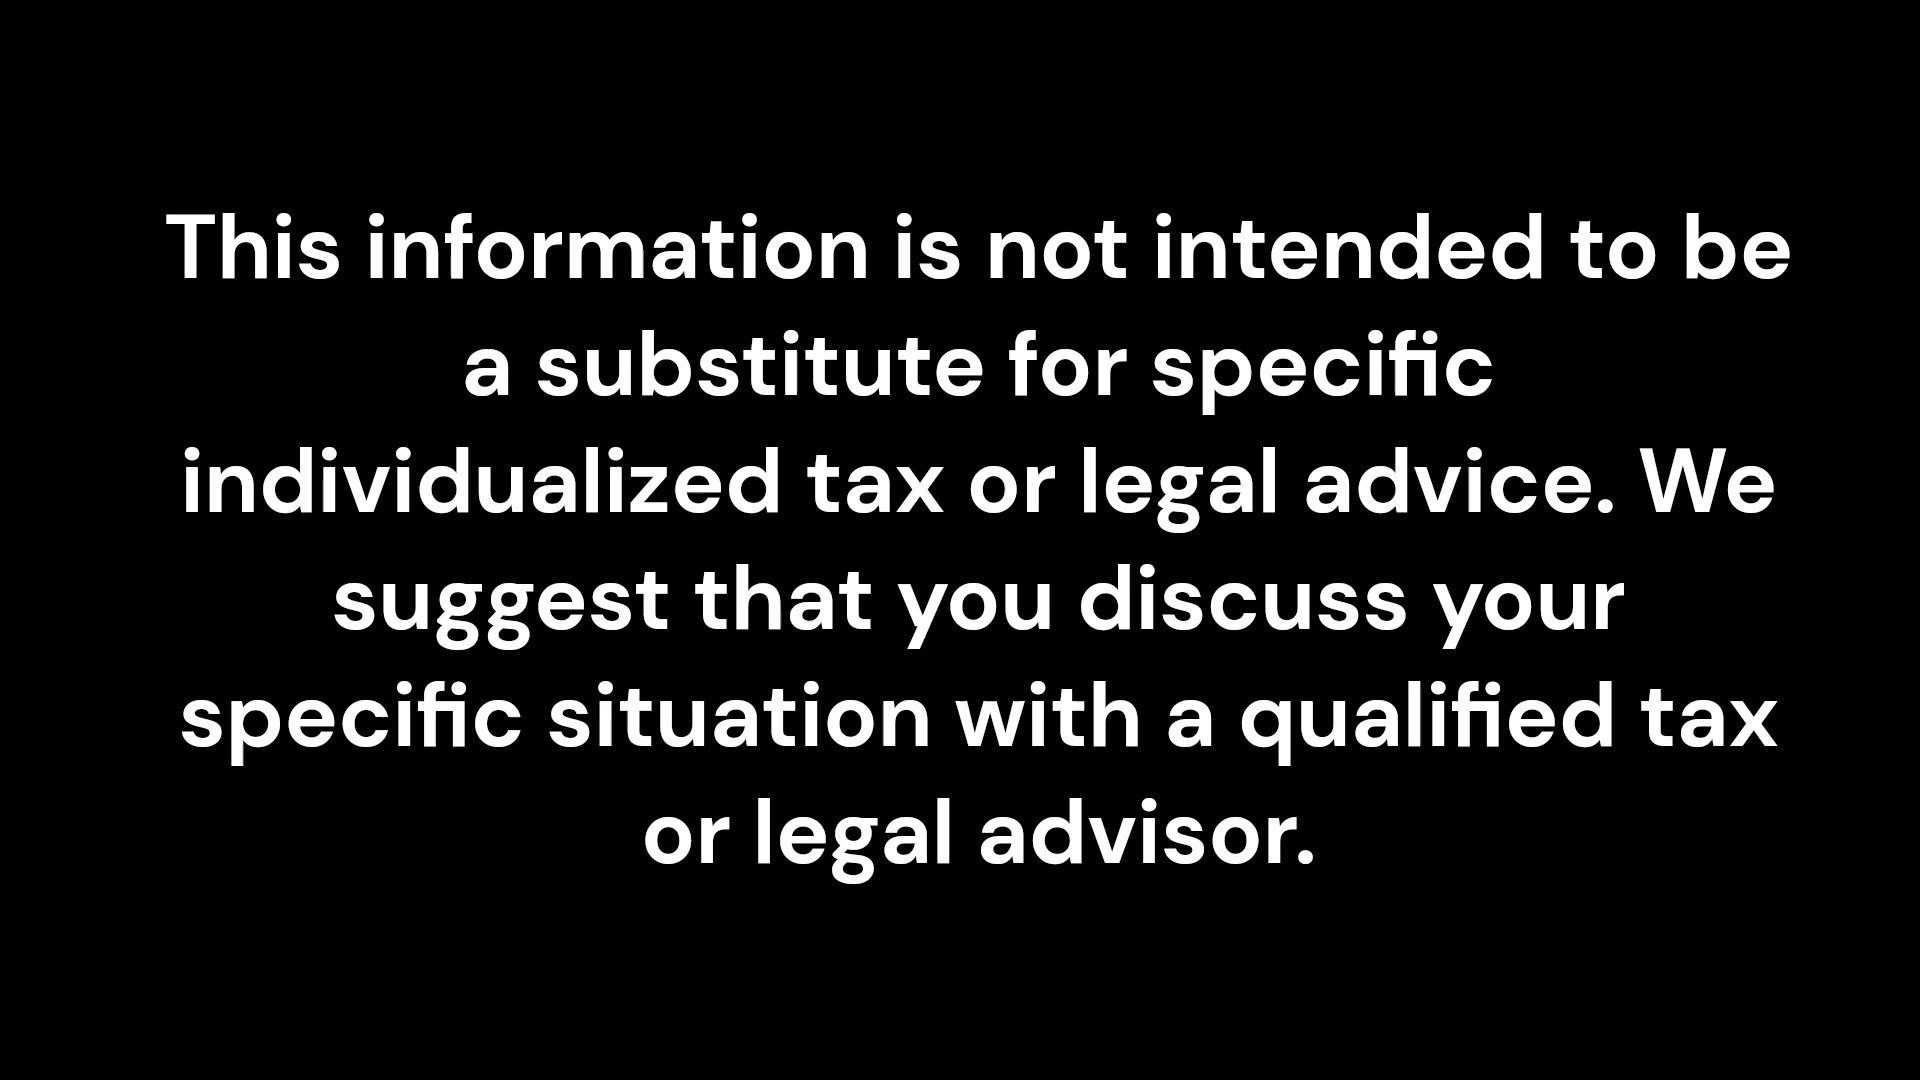 This information is not intended to be
a substitute for specific
individualized tax or legal advice. We
suggest that you discuss your
specific situation with a qualified tax
or legal advisor.